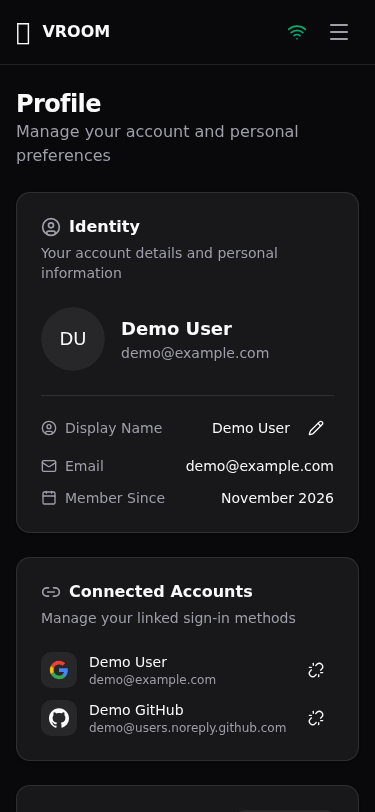 VROOM
Profile
Manage your account and personal
preferences
Identity
Your account details and personal
information
DU
Demo User
demo@example.com
Display Name
Demo User
Email
demo@example.com
Member Since
November 2026
Connected Accounts
Manage your linked sign-in methods
Demo User
demo@example.com
Demo GitHub
demo@users.noreply.github.com